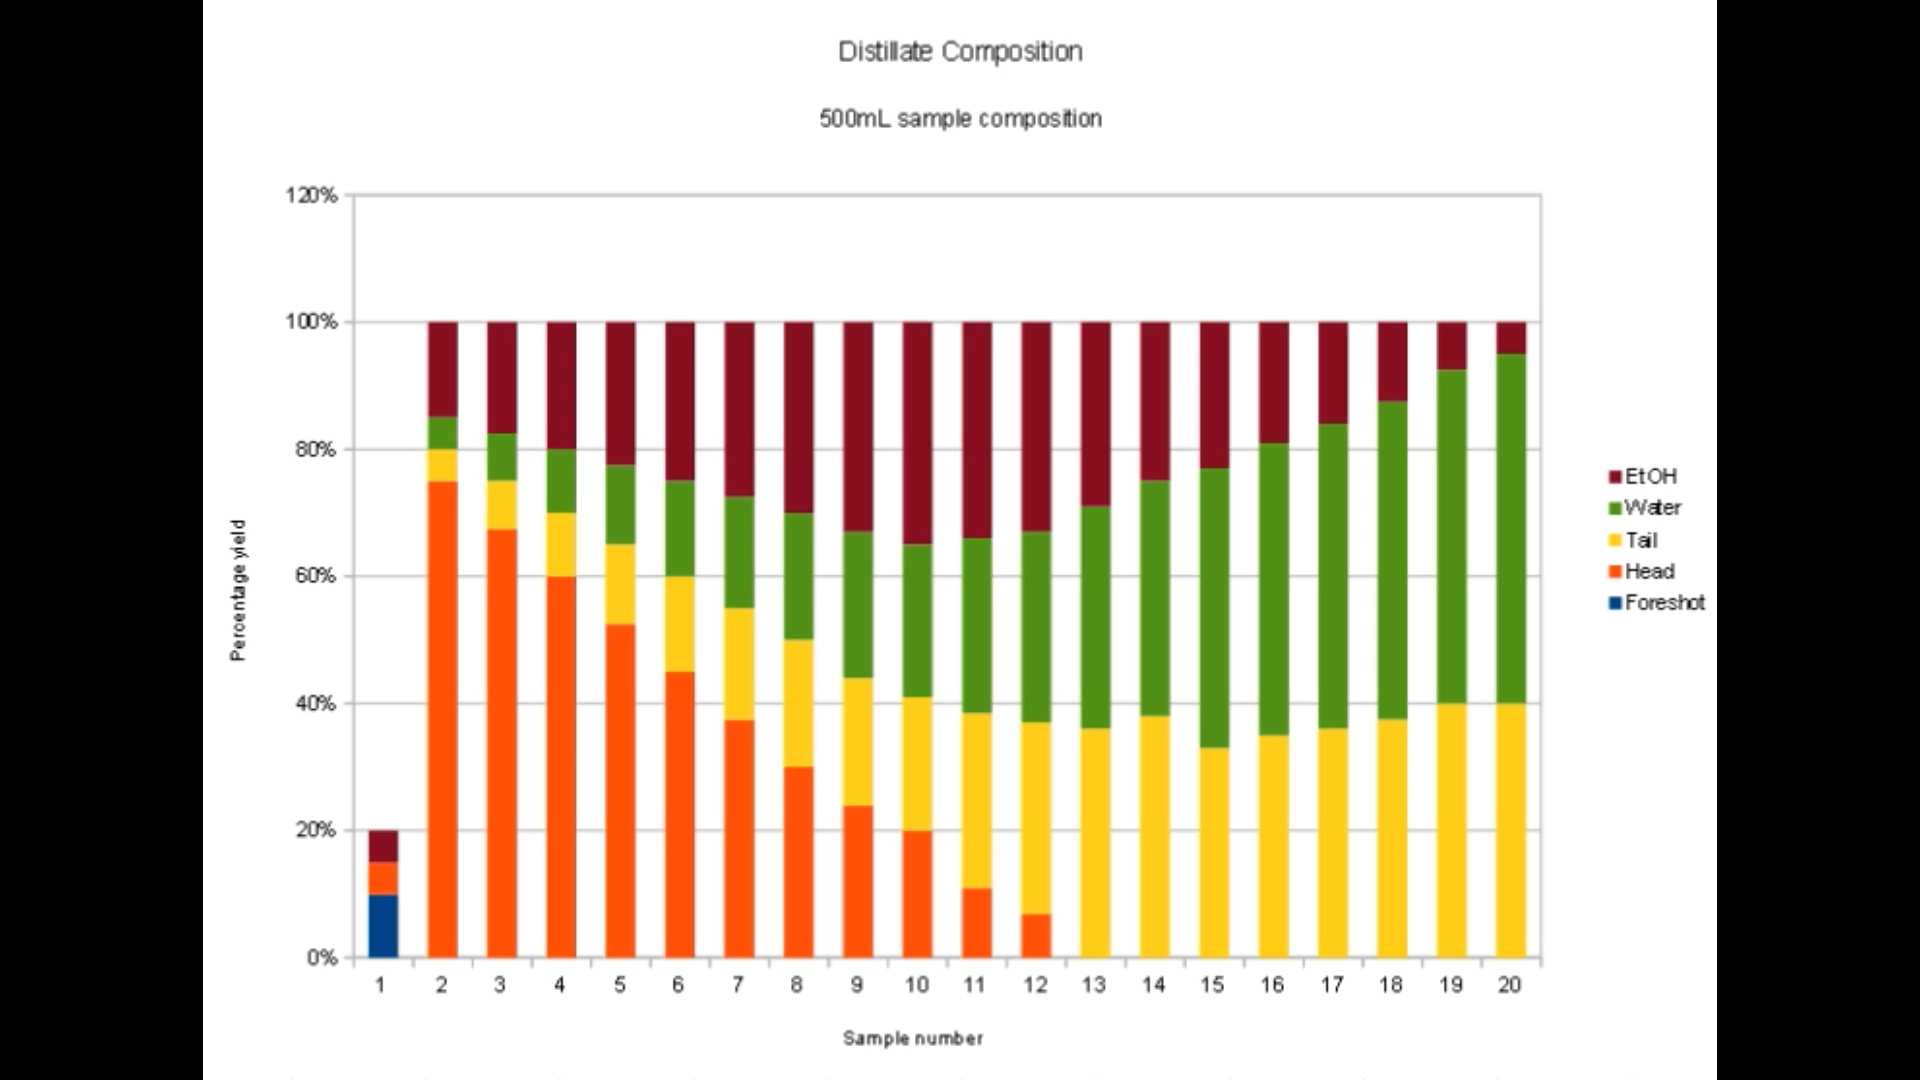 Distillate Composition
500mL sample composition
120%
100%
80%
60%
40%
20%
0%
Percentage yield
1 2 3 4 5 6 7 8 9 10 11 12 13 14 15 16 17 18 19 20
Sample number
EtOH
Water
Tail
Head
Foreshot